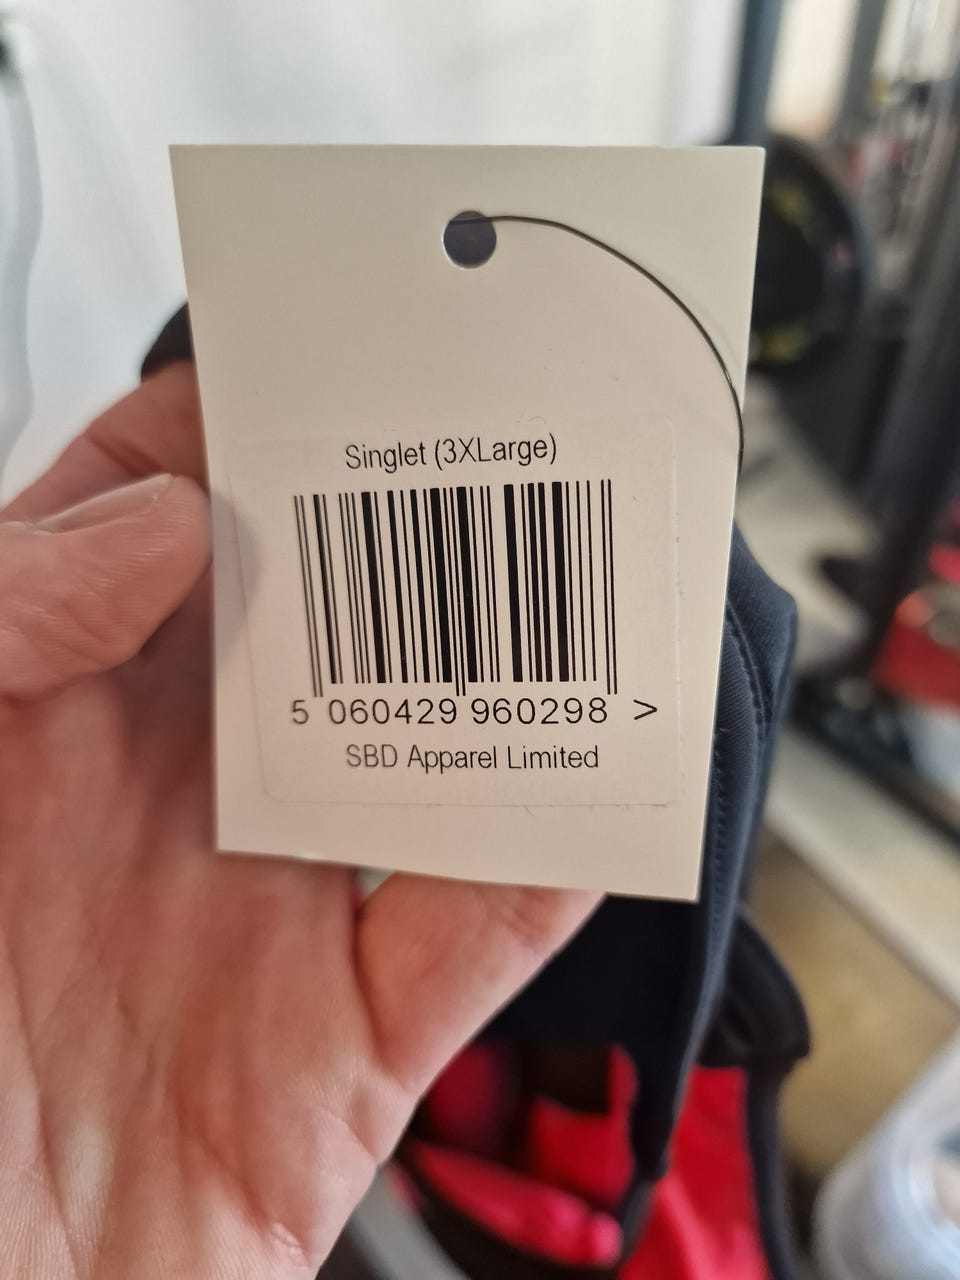 Singlet (3XLarge)
5 060429 960298 >
SBD Apparel Limited